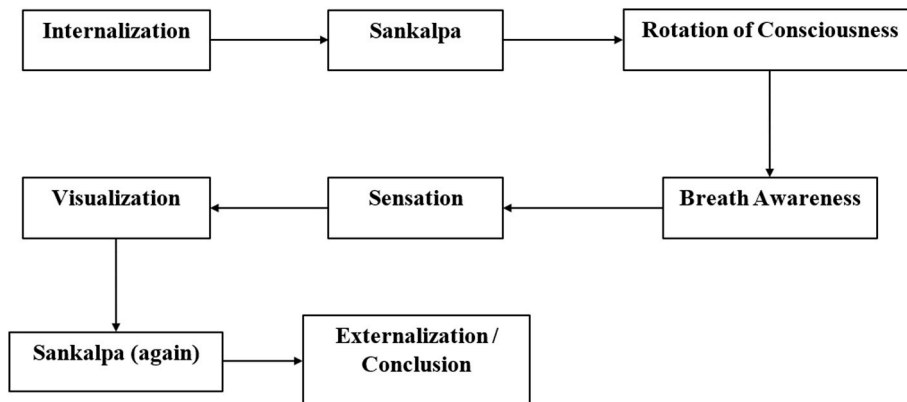 Internalization
Sankalpa
Rotation of Consciousness
Breath Awareness
Sensation
Visualization
Sankalpa (again)
Externalization /
Conclusion